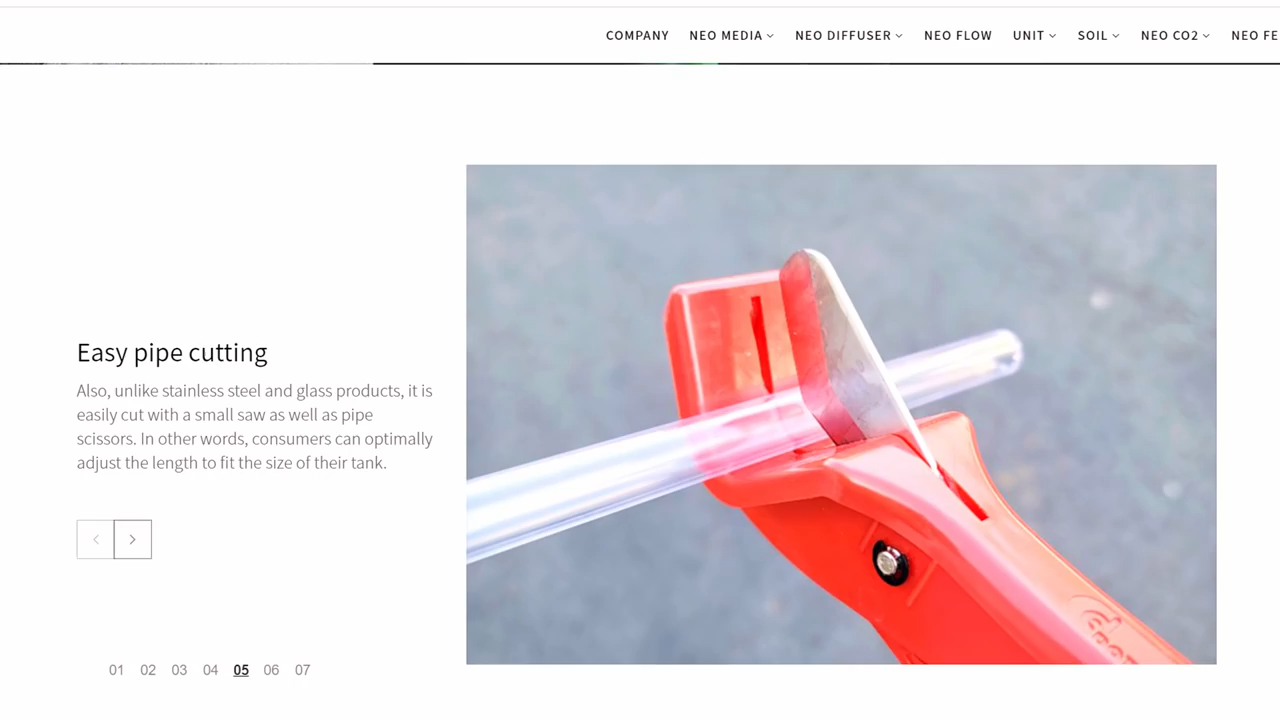 COMPANY NEO MEDIA NEO DIFFUSER NEO FLOW UNIT SOIL NEO CO2 NEO FE
Easy pipe cutting
Also, unlike stainless steel and glass products, it is
easily cut with a small saw as well as pipe
scissors. In other words, consumers can optimally
adjust the length to fit the size of their tank.
01 02 03 04 05 06 07